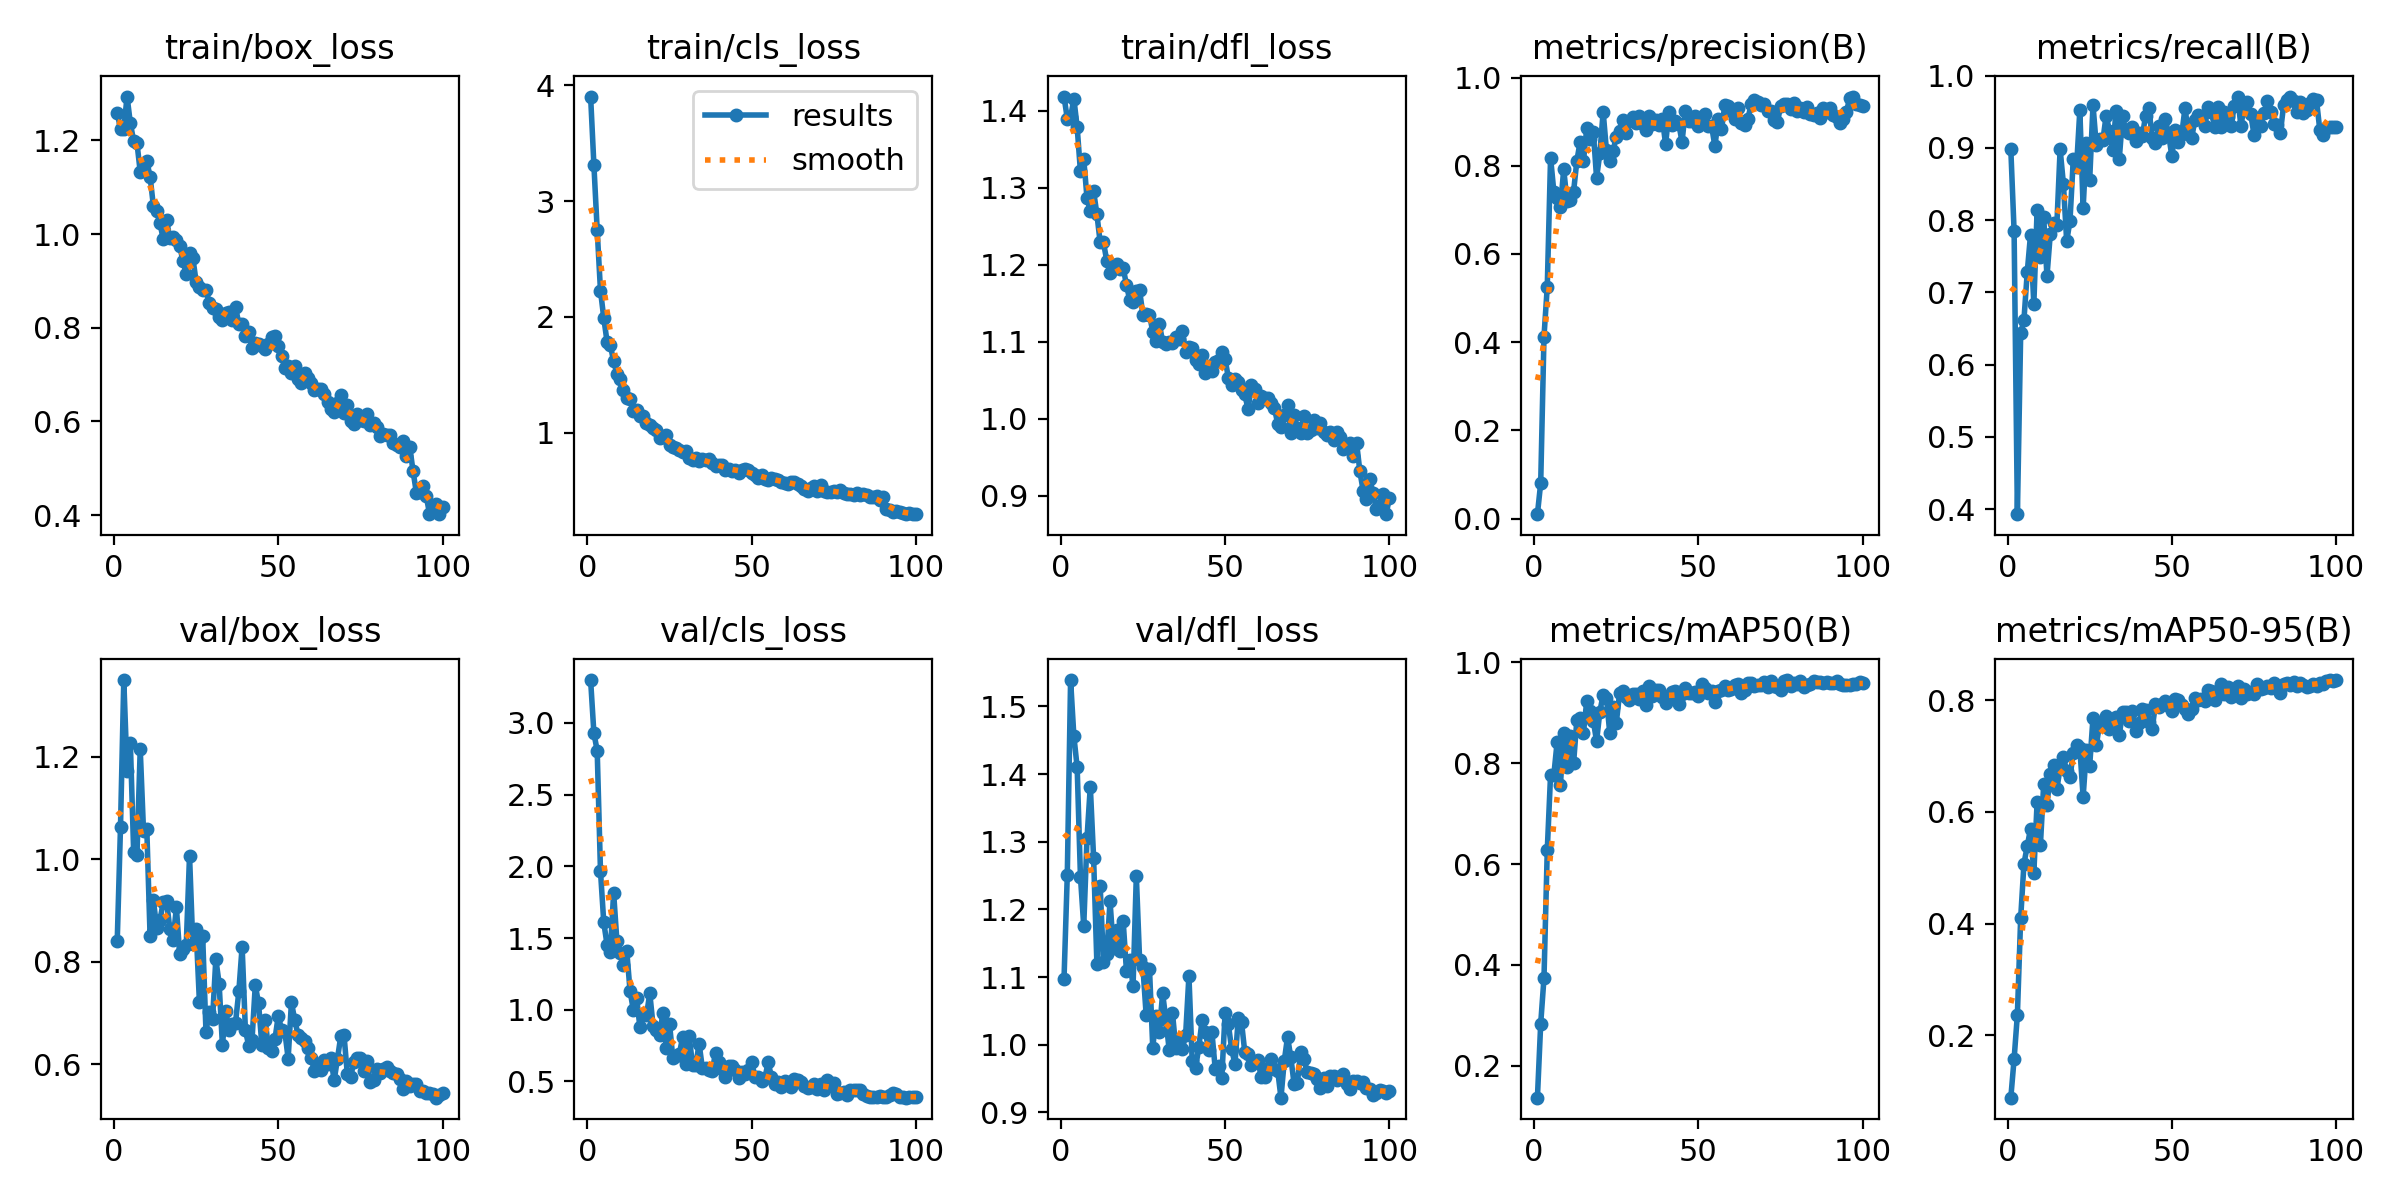 train/box_loss
1.2
1.0
0.8
0.6
0.4
0 50 100
train/cls_loss
results
smooth
4
3
2
1
0 50 100
train/dfl_loss
1.4
1.3
1.2
1.1
1.0
0.9
0 50 100
metrics/precision(B)
1.0
0.8
0.6
0.4
0.2
0.0
0 50 100
metrics/recall(B)
1.0
0.9
0.8
0.7
0.6
0.5
0.4
0 50 100
val/box_loss
1.2
1.0
0.8
0.6
0 50 100
val/cls_loss
3.0
2.5
2.0
1.5
1.0
0.5
0 50 100
val/dfl_loss
1.5
1.4
1.3
1.2
1.1
1.0
0.9
0 50 100
metrics/mAP50(B)
1.0
0.8
0.6
0.4
0.2
0 50 100
metrics/mAP50-95(B)
0.8
0.6
0.4
0.2
0 50 100